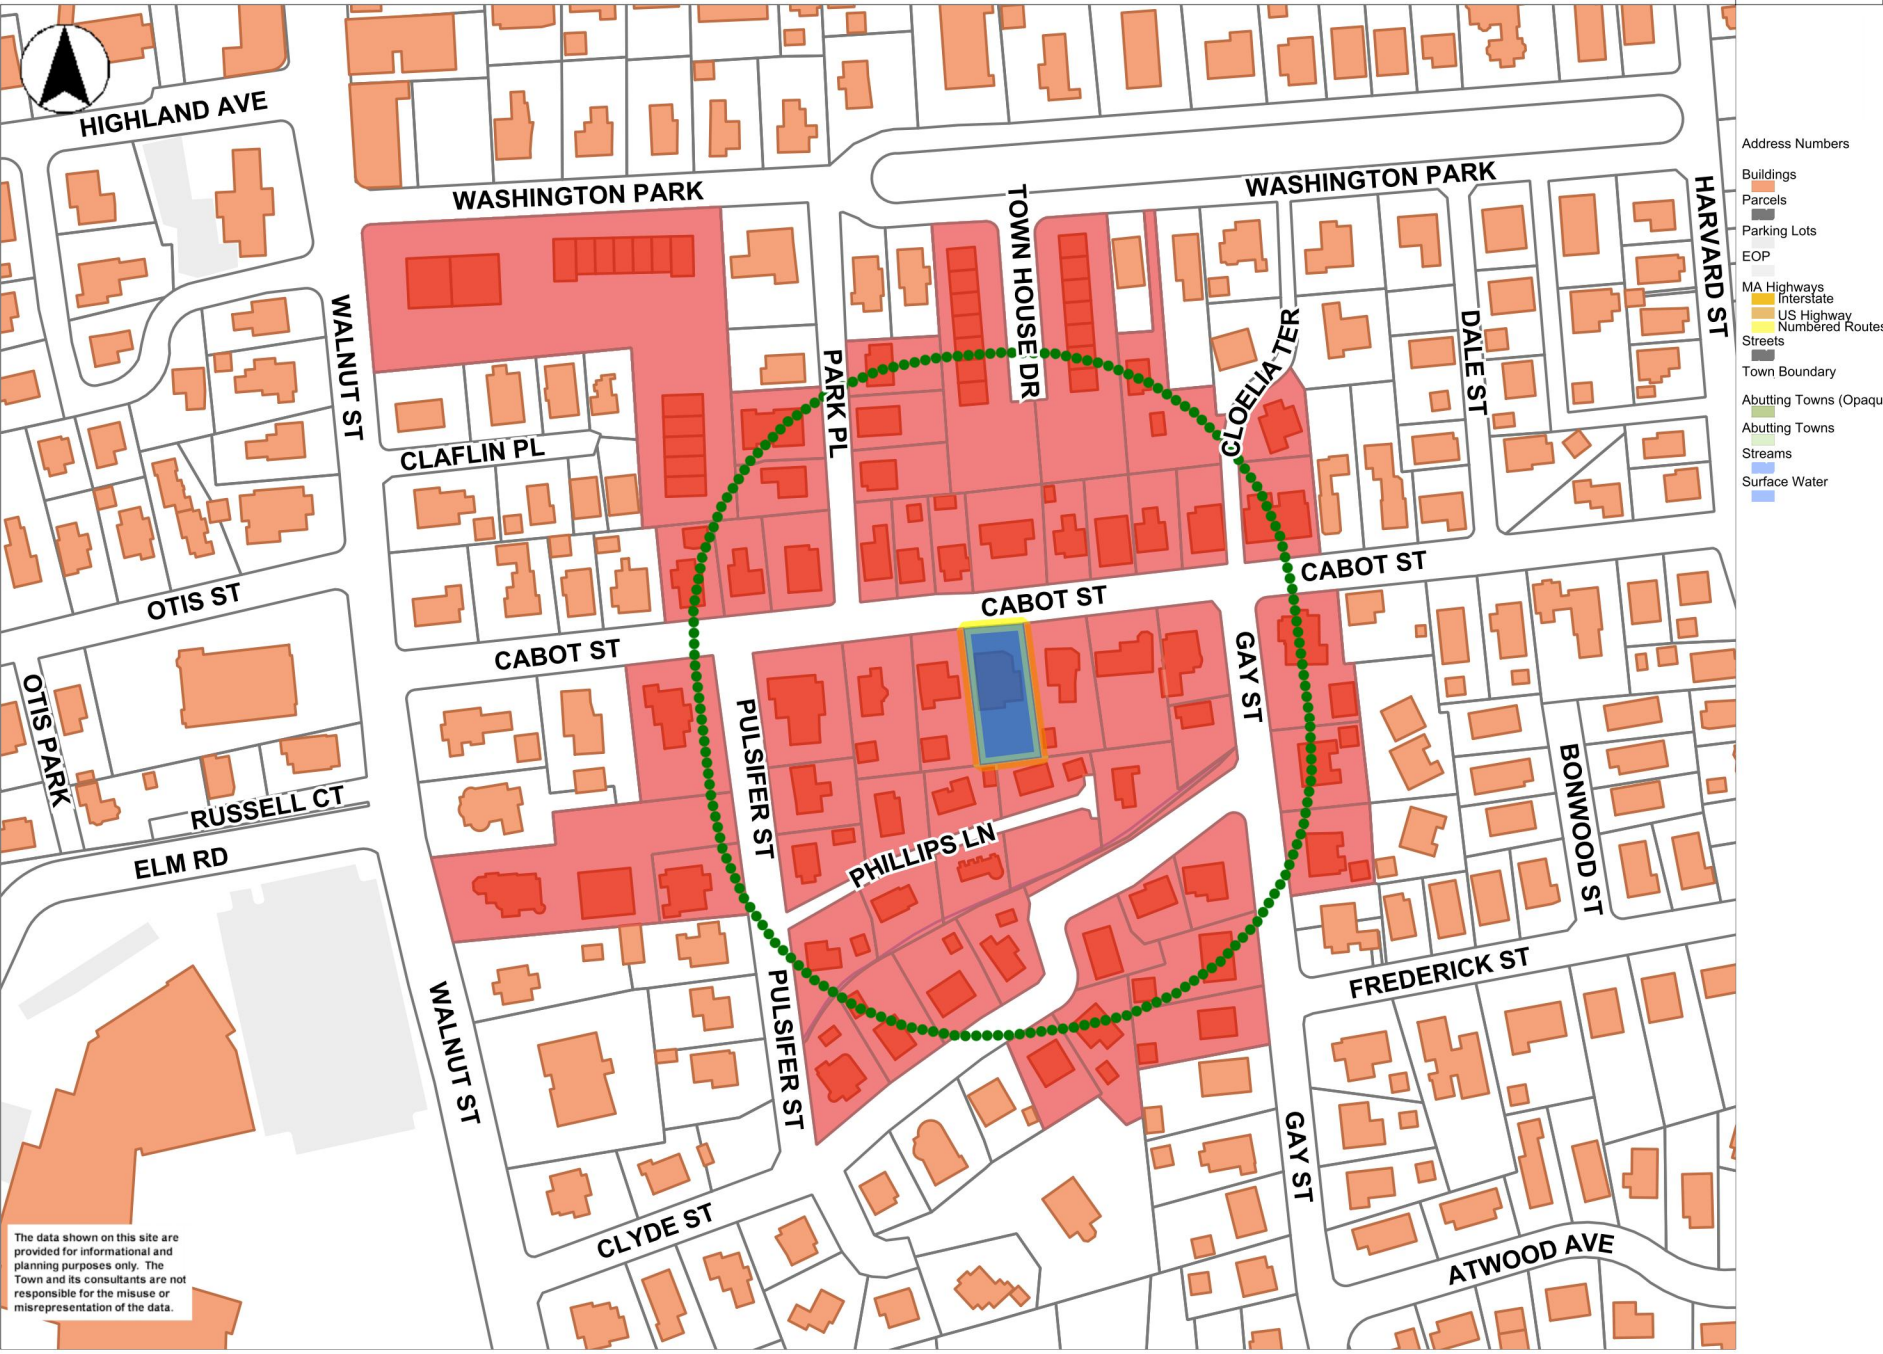 HIGHLAND AVE
WASHINGTON PARK
WASHINGTON PARK
TOWN HOUSE DR
HARVARD ST
WALNUT ST
PARK PL
CLOELIA TER
DALE ST
CLAFLIN PL
OTIS ST
CABOT ST
CABOT ST
CABOT ST
OTIS PARK
PULSIFER ST
GAY ST
BONWOOD ST
RUSSELL CT
ELM RD
PHILLIPS LN
FREDERICK ST
WALNUT ST
PULSIFER ST
GAY ST
CLYDE ST
ATWOOD AVE
The data shown on this site are
provided for informational and
planning purposes only. The
Town and its consultants are not
responsible for the misuse or
misrepresentation of the data.
Address Numbers
Buildings
Parcels
Parking Lots
EOP
MA Highways
Interstate
US Highway
Numbered Routes
Streets
Town Boundary
Abutting Towns (Opaqu
Abutting Towns
Streams
Surface Water